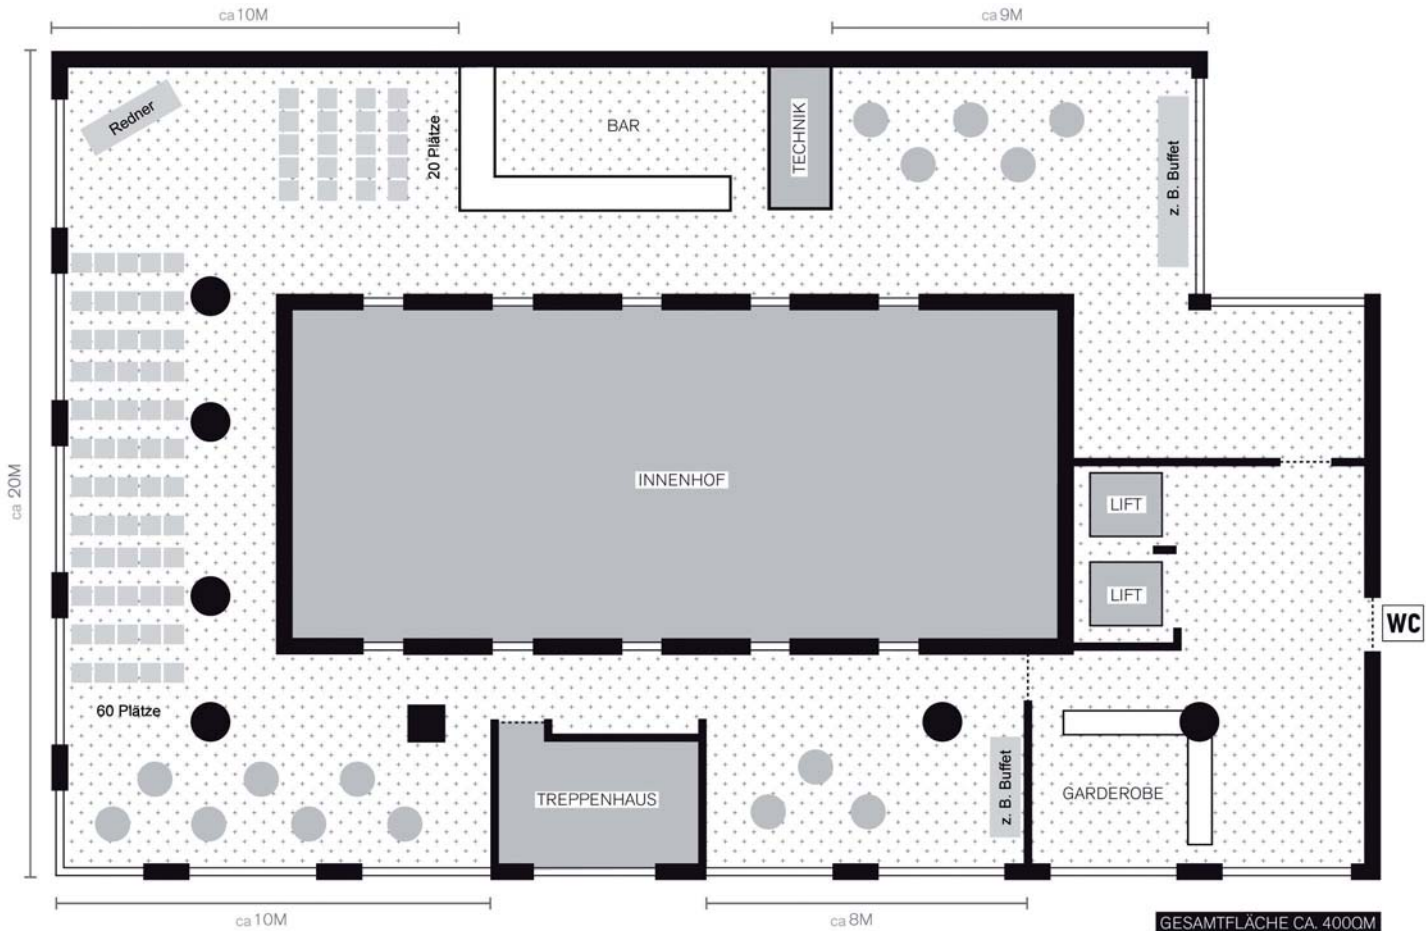 ca 10M
ca 9M
Redner
20 Plätze
BAR
TECHNIK
z. B. Buffet
ca 20M
INNENHOF
LIFT
LIFT
WC
60 Plätze
TREPPENHAUS
z. B. Buffet
GARDEROBE
ca 10M
ca 8M
GESAMTFLÄCHE CA. 400QM